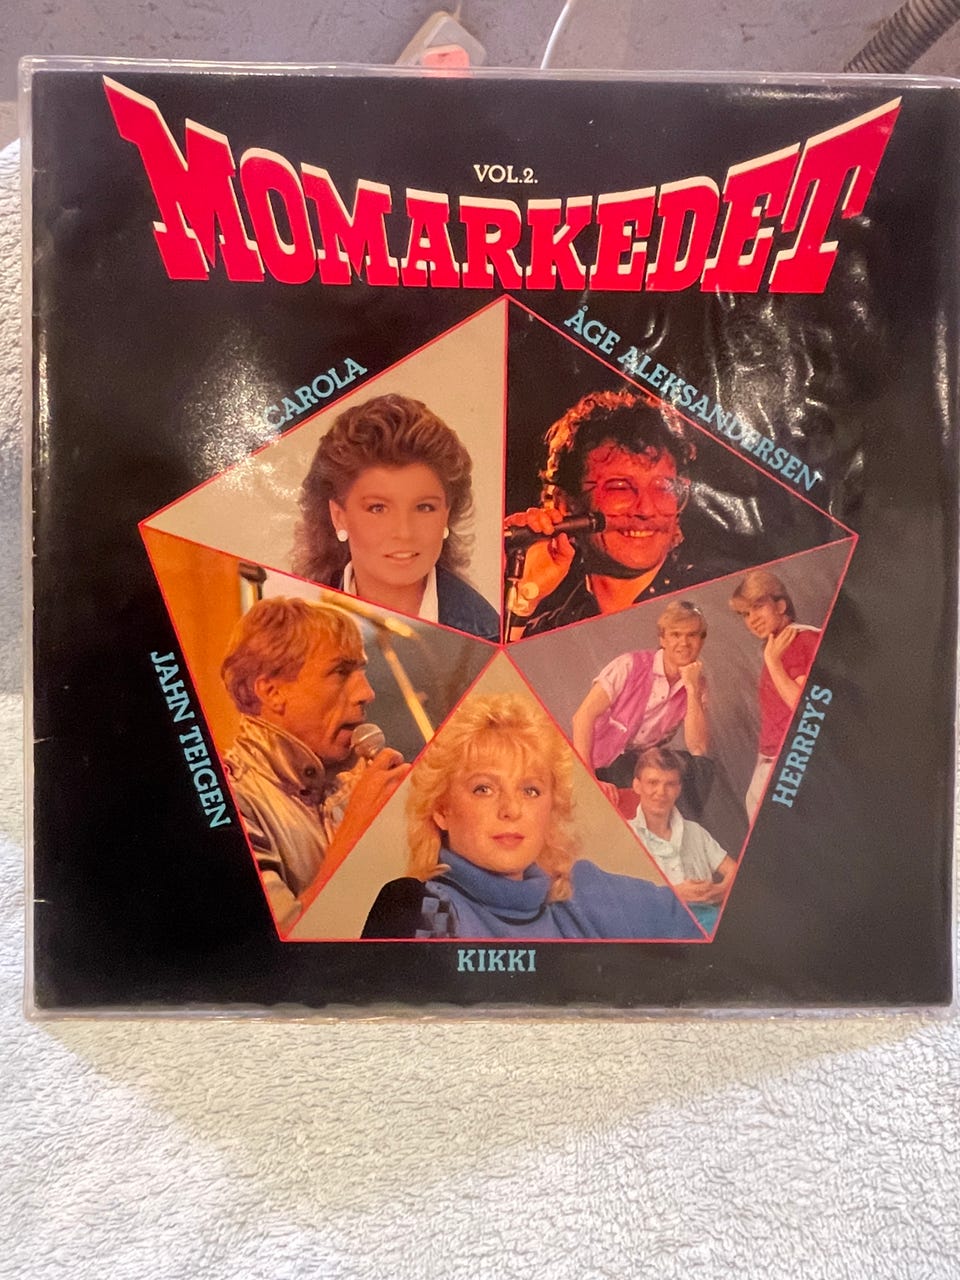 VOL.2.
MOMARKEDET
CAROLA
ÅGE ALEKSANDERSEN
JAHN TEIGEN
HERREY'S
KIKKI